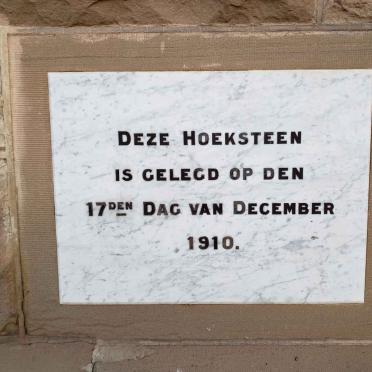 Deze Hoeksteen
is gelegd op den
17den Dag van December
1910.